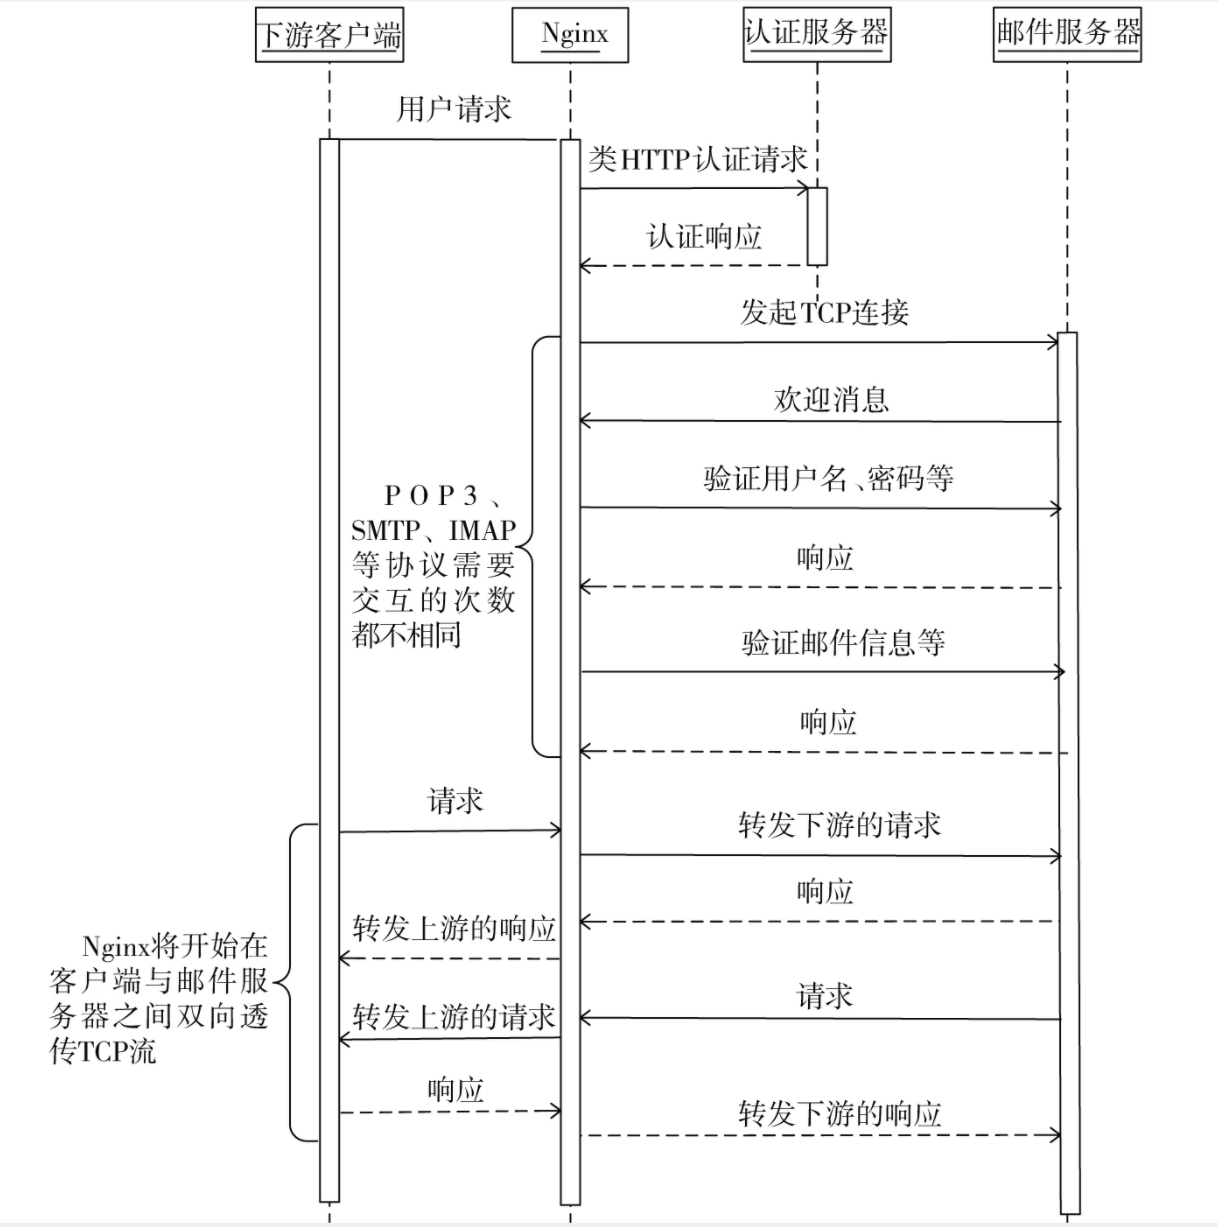 下游客户端
Nginx
认证服务器
邮件服务器
用户请求
类HTTP认证请求
认证响应
发起TCP连接
欢迎消息
验证用户名、密码等
POP3、
SMTP、IMAP
等协议需要
交互的次数
都不相同
响应
验证邮件信息等
响应
请求
转发下游的请求
响应
转发上游的响应
Nginx将开始在
客户端与邮件服
务器之间双向透
传TCP流
请求
转发上游的请求
响应
转发下游的响应